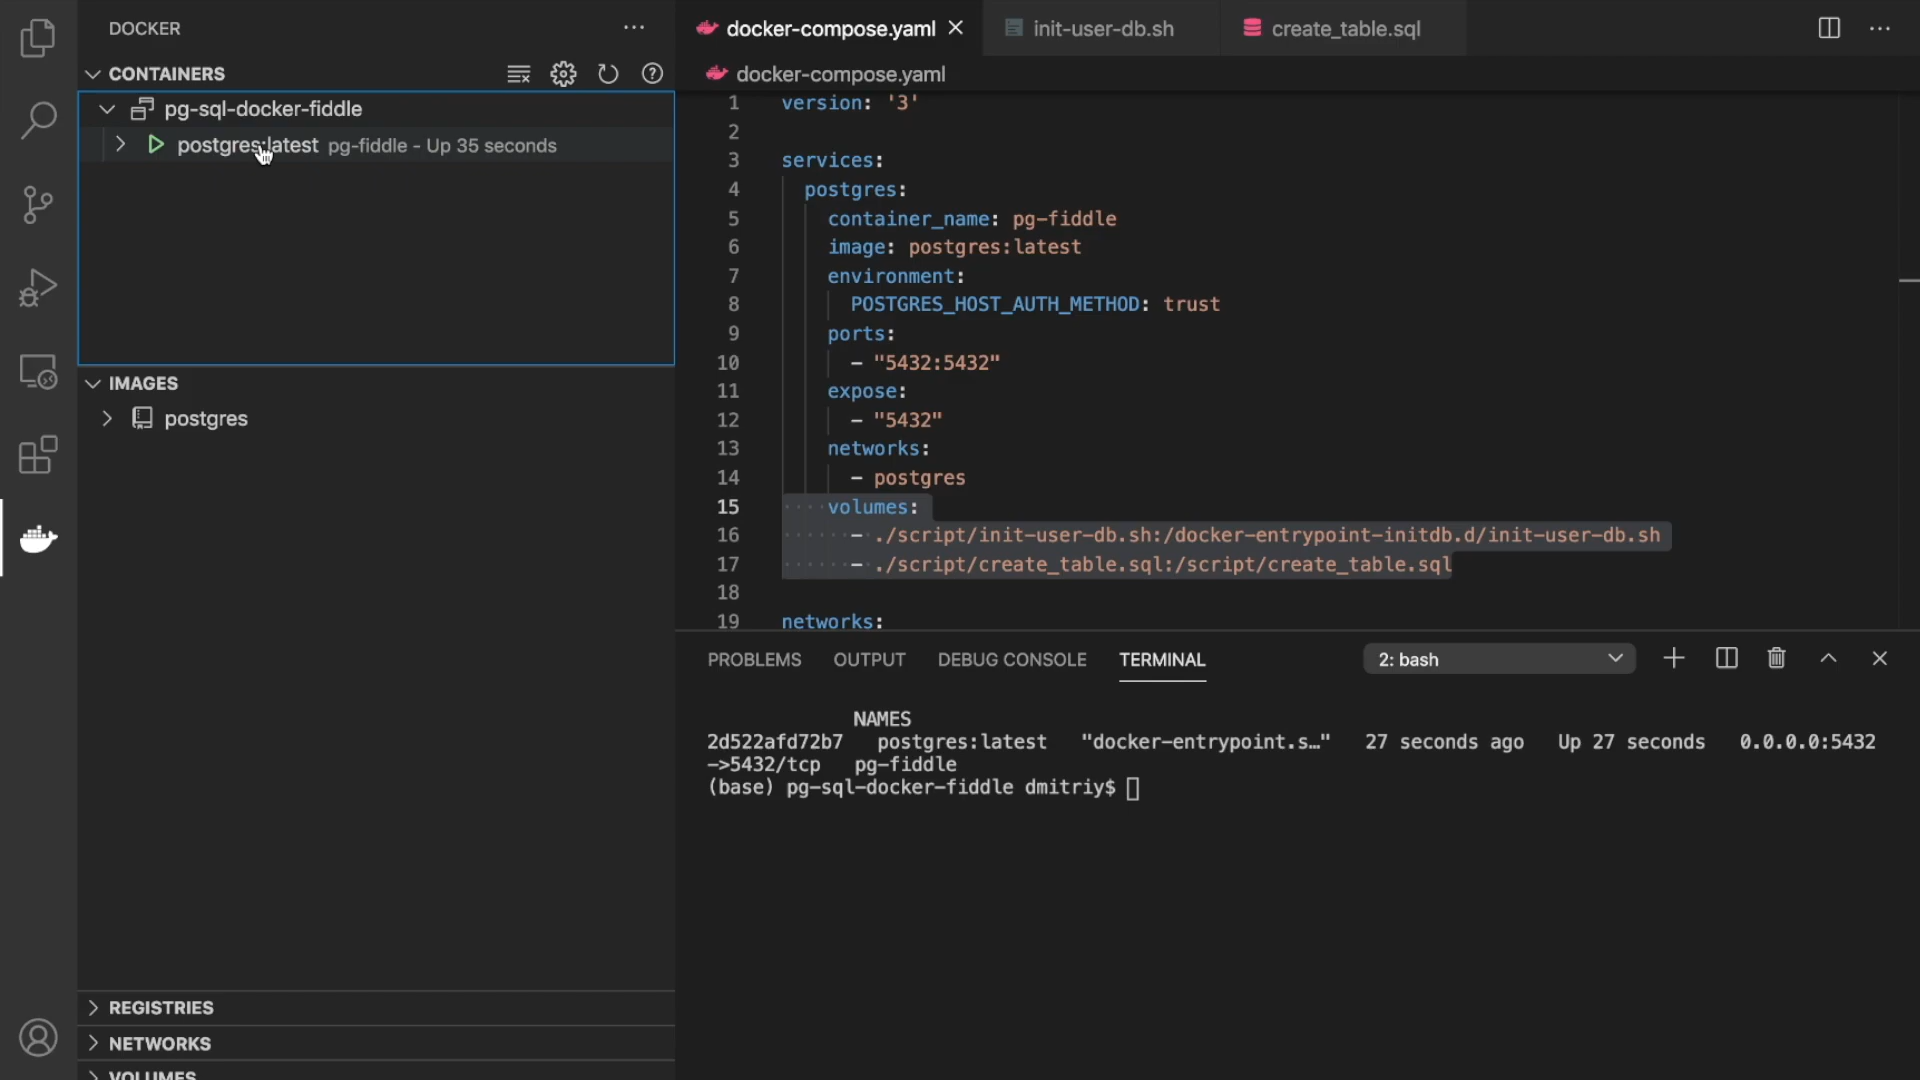 DOCKER
CONTAINERS
pg-sql-docker-fiddle
postgres:latest pg-fiddle - Up 35 seconds
IMAGES
postgres
REGISTRIES
NETWORKS
VOLUMES
docker-compose.yaml
init-user-db.sh
create_table.sql
docker-compose.yaml
1 version: '3'
2
3 services:
4 postgres:
5 container_name: pg-fiddle
6 image: postgres:latest
7 environment:
8 POSTGRES_HOST_AUTH_METHOD: trust
9 ports:
10 - "5432:5432"
11 expose:
12 - "5432"
13 networks:
14 - postgres
15 ····volumes:
16 ······-·./script/init-user-db.sh:/docker-entrypoint-initdb.d/init-user-db.sh
17 ······-·./script/create_table.sql:/script/create_table.sql
18
19 networks:
PROBLEMS OUTPUT DEBUG CONSOLE TERMINAL 2: bash
NAMES
2d522afd72b7 postgres:latest "docker-entrypoint.s…" 27 seconds ago Up 27 seconds 0.0.0.0:5432
->5432/tcp pg-fiddle
(base) pg-sql-docker-fiddle dmitriy$